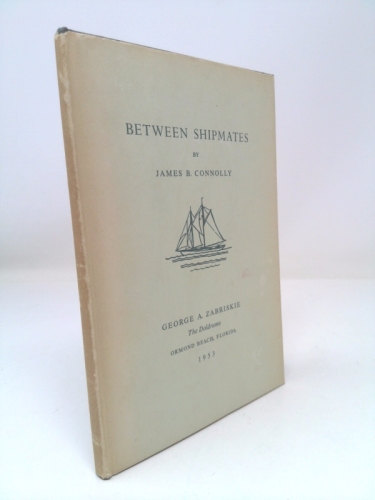 BETWEEN SHIPMATES
BY
JAMES B. CONNOLLY
GEORGE A. ZABRISKIE
The Doldrums
ORMOND BEACH, FLORIDA
1953